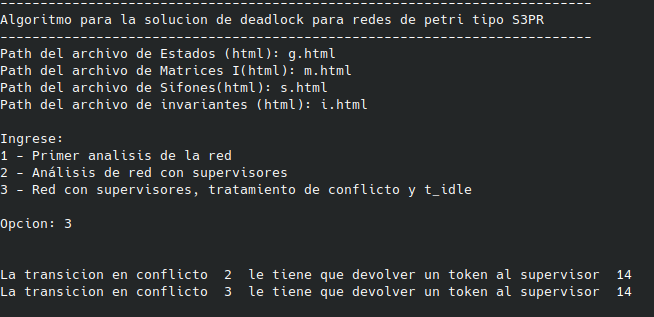 ------------------------------------------------------------------------
Algoritmo para la solucion de deadlock para redes de petri tipo S3PR
------------------------------------------------------------------------
Path del archivo de Estados (html): g.html
Path del archivo de Matrices I(html): m.html
Path del archivo de Sifones(html): s.html
Path del archivo de invariantes (html): i.html
Ingrese:
1 - Primer analisis de la red
2 - Análisis de red con supervisores
3 - Red con supervisores, tratamiento de conflicto y t_idle
Opcion: 3
La transicion en conflicto  2  le tiene que devolver un token al supervisor  14
La transicion en conflicto  3  le tiene que devolver un token al supervisor  14